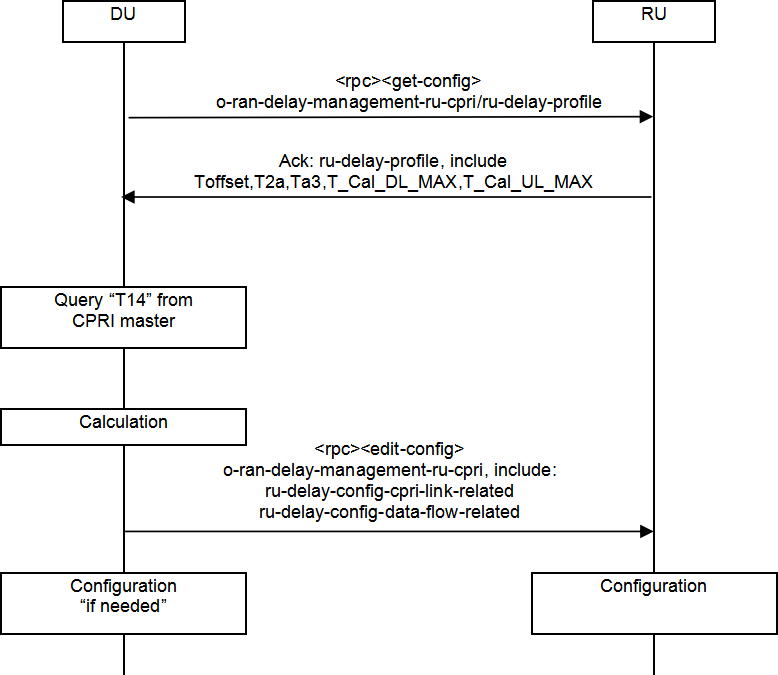 DU
RU
<rpc><get-config>
o-ran-delay-management-ru-cpri/ru-delay-profile
Ack: ru-delay-profile, include
Toffset,T2a,Ta3,T_Cal_DL_MAX,T_Cal_UL_MAX
Query “T14” from
CPRI master
Calculation
<rpc><edit-config>
o-ran-delay-management-ru-cpri, include:
ru-delay-config-cpri-link-related
ru-delay-config-data-flow-related
Configuration
“if needed”
Configuration